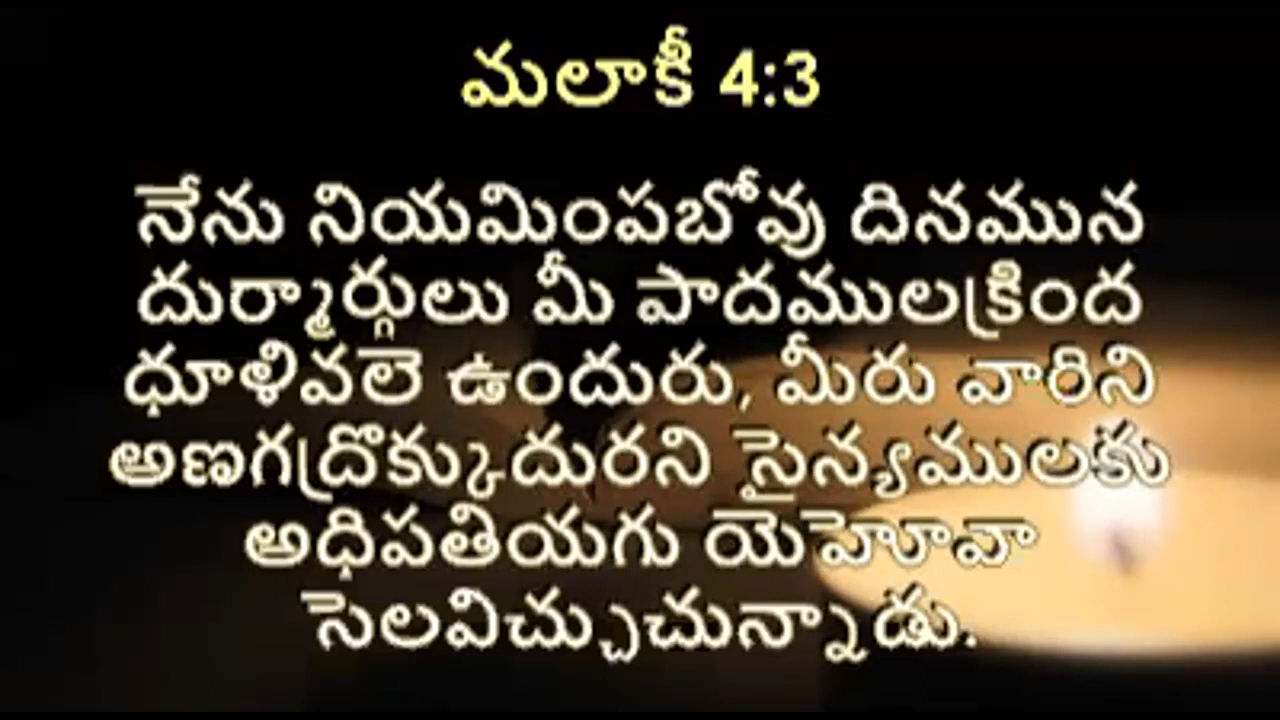 మలాకీ 4:3
నేను నియమింపబోవు దినమున
దుర్మార్గులు మీ పాదములక్రింద
ధూళివలె ఉందురు, మీరు వారిని
అణగద్రొక్కుదురని సైన్యములకు
అధిపతియగు యెహోవా
సెలవిచ్చుచున్నాడు.